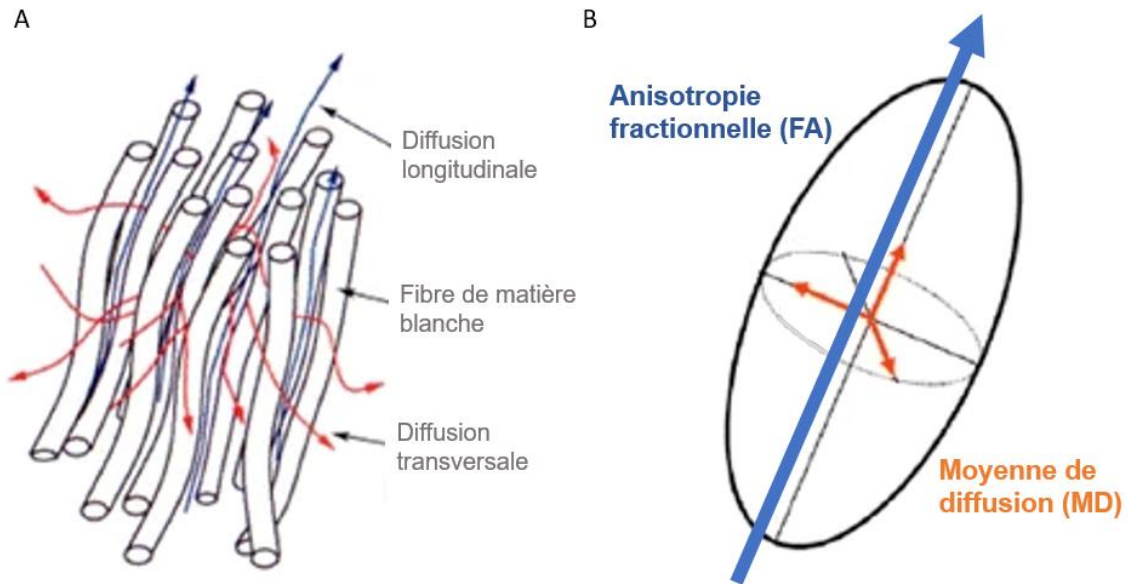 A
Diffusion
longitudinale
Fibre de matière
blanche
Diffusion
transversale
B
Anisotropie
fractionnelle (FA)
Moyenne de
diffusion (MD)